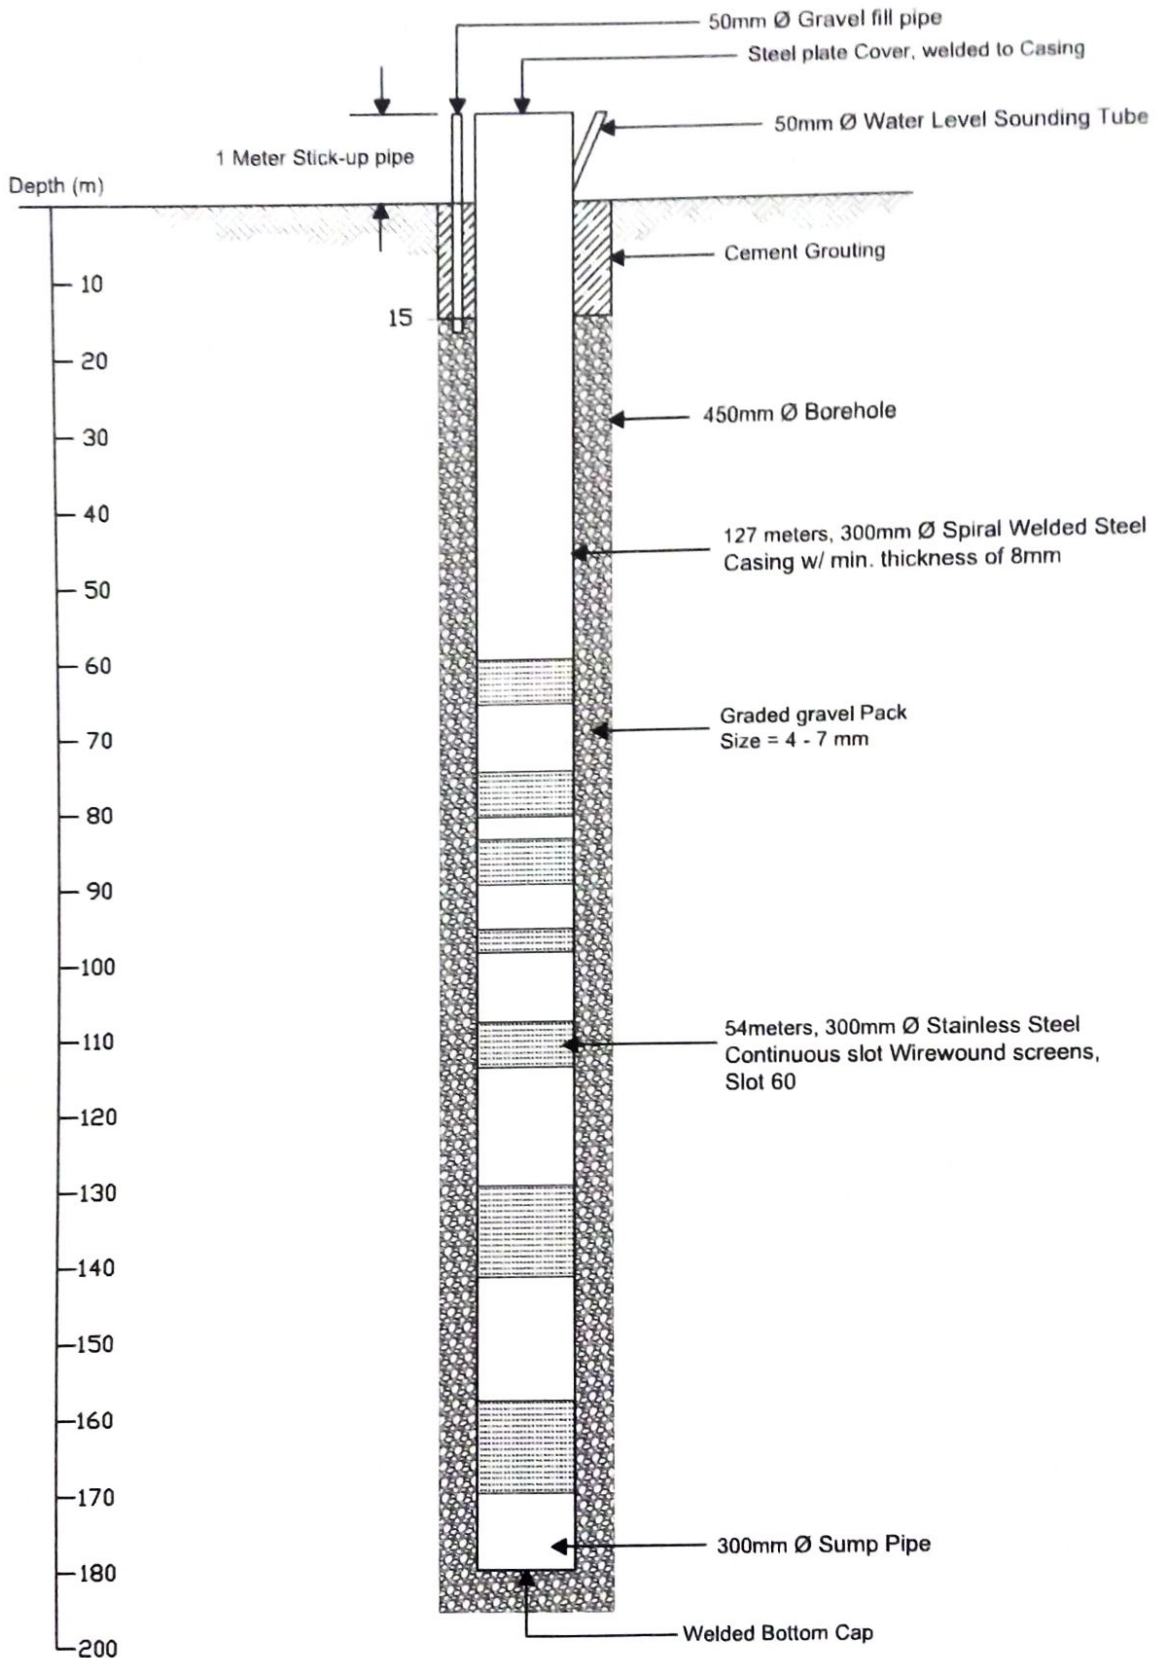 50mm Ø Gravel fill pipe
Steel plate Cover, welded to Casing
50mm Ø Water Level Sounding Tube
1 Meter Stick-up pipe
Depth (m)
Cement Grouting
10
15
20
450mm Ø Borehole
30
40
127 meters, 300mm Ø Spiral Welded Steel
Casing w/ min. thickness of 8mm
50
60
Graded gravel Pack
Size = 4 - 7 mm
70
80
90
100
54meters, 300mm Ø Stainless Steel
Continuous slot Wirewound screens,
Slot 60
110
120
130
140
150
160
170
300mm Ø Sump Pipe
180
Welded Bottom Cap
200